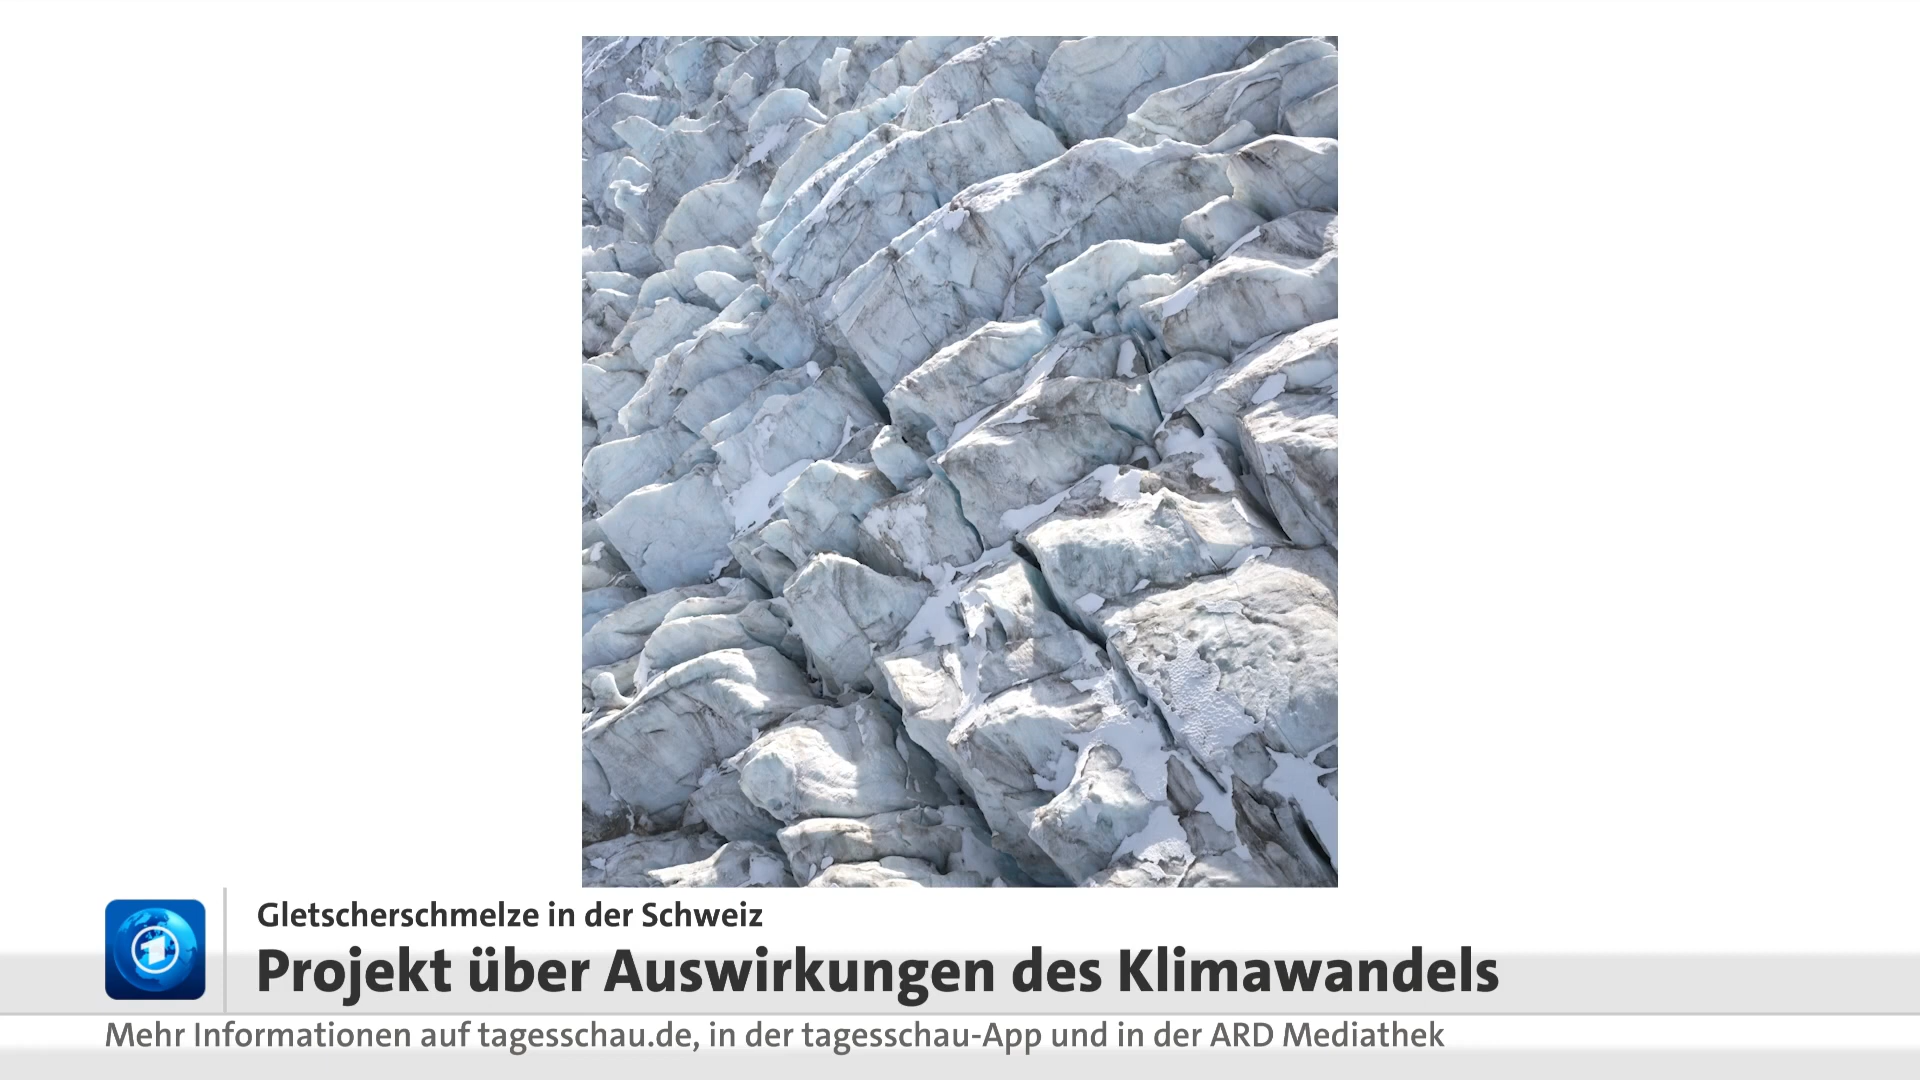 Gletscherschmelze in der Schweiz
Projekt über Auswirkungen des Klimawandels
Mehr Informationen auf tagesschau.de, in der tagesschau-App und in der ARD Mediathek
1